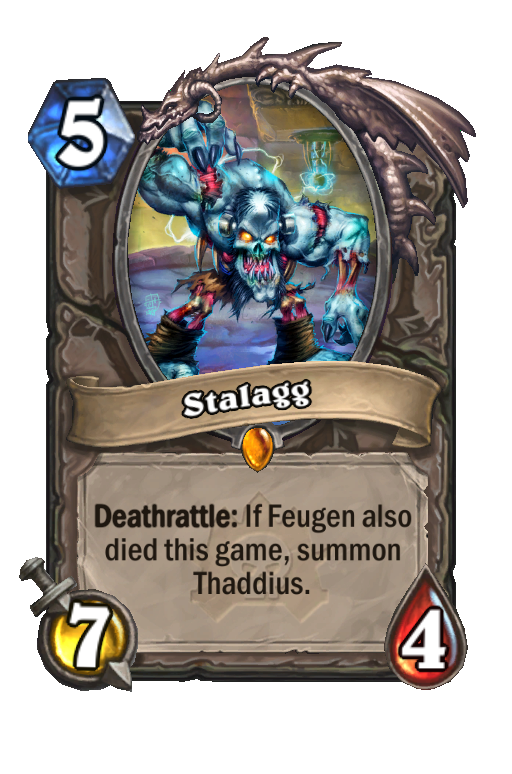 5
Stalagg
Deathrattle: If Feugen also
died this game, summon
Thaddius.
7
4